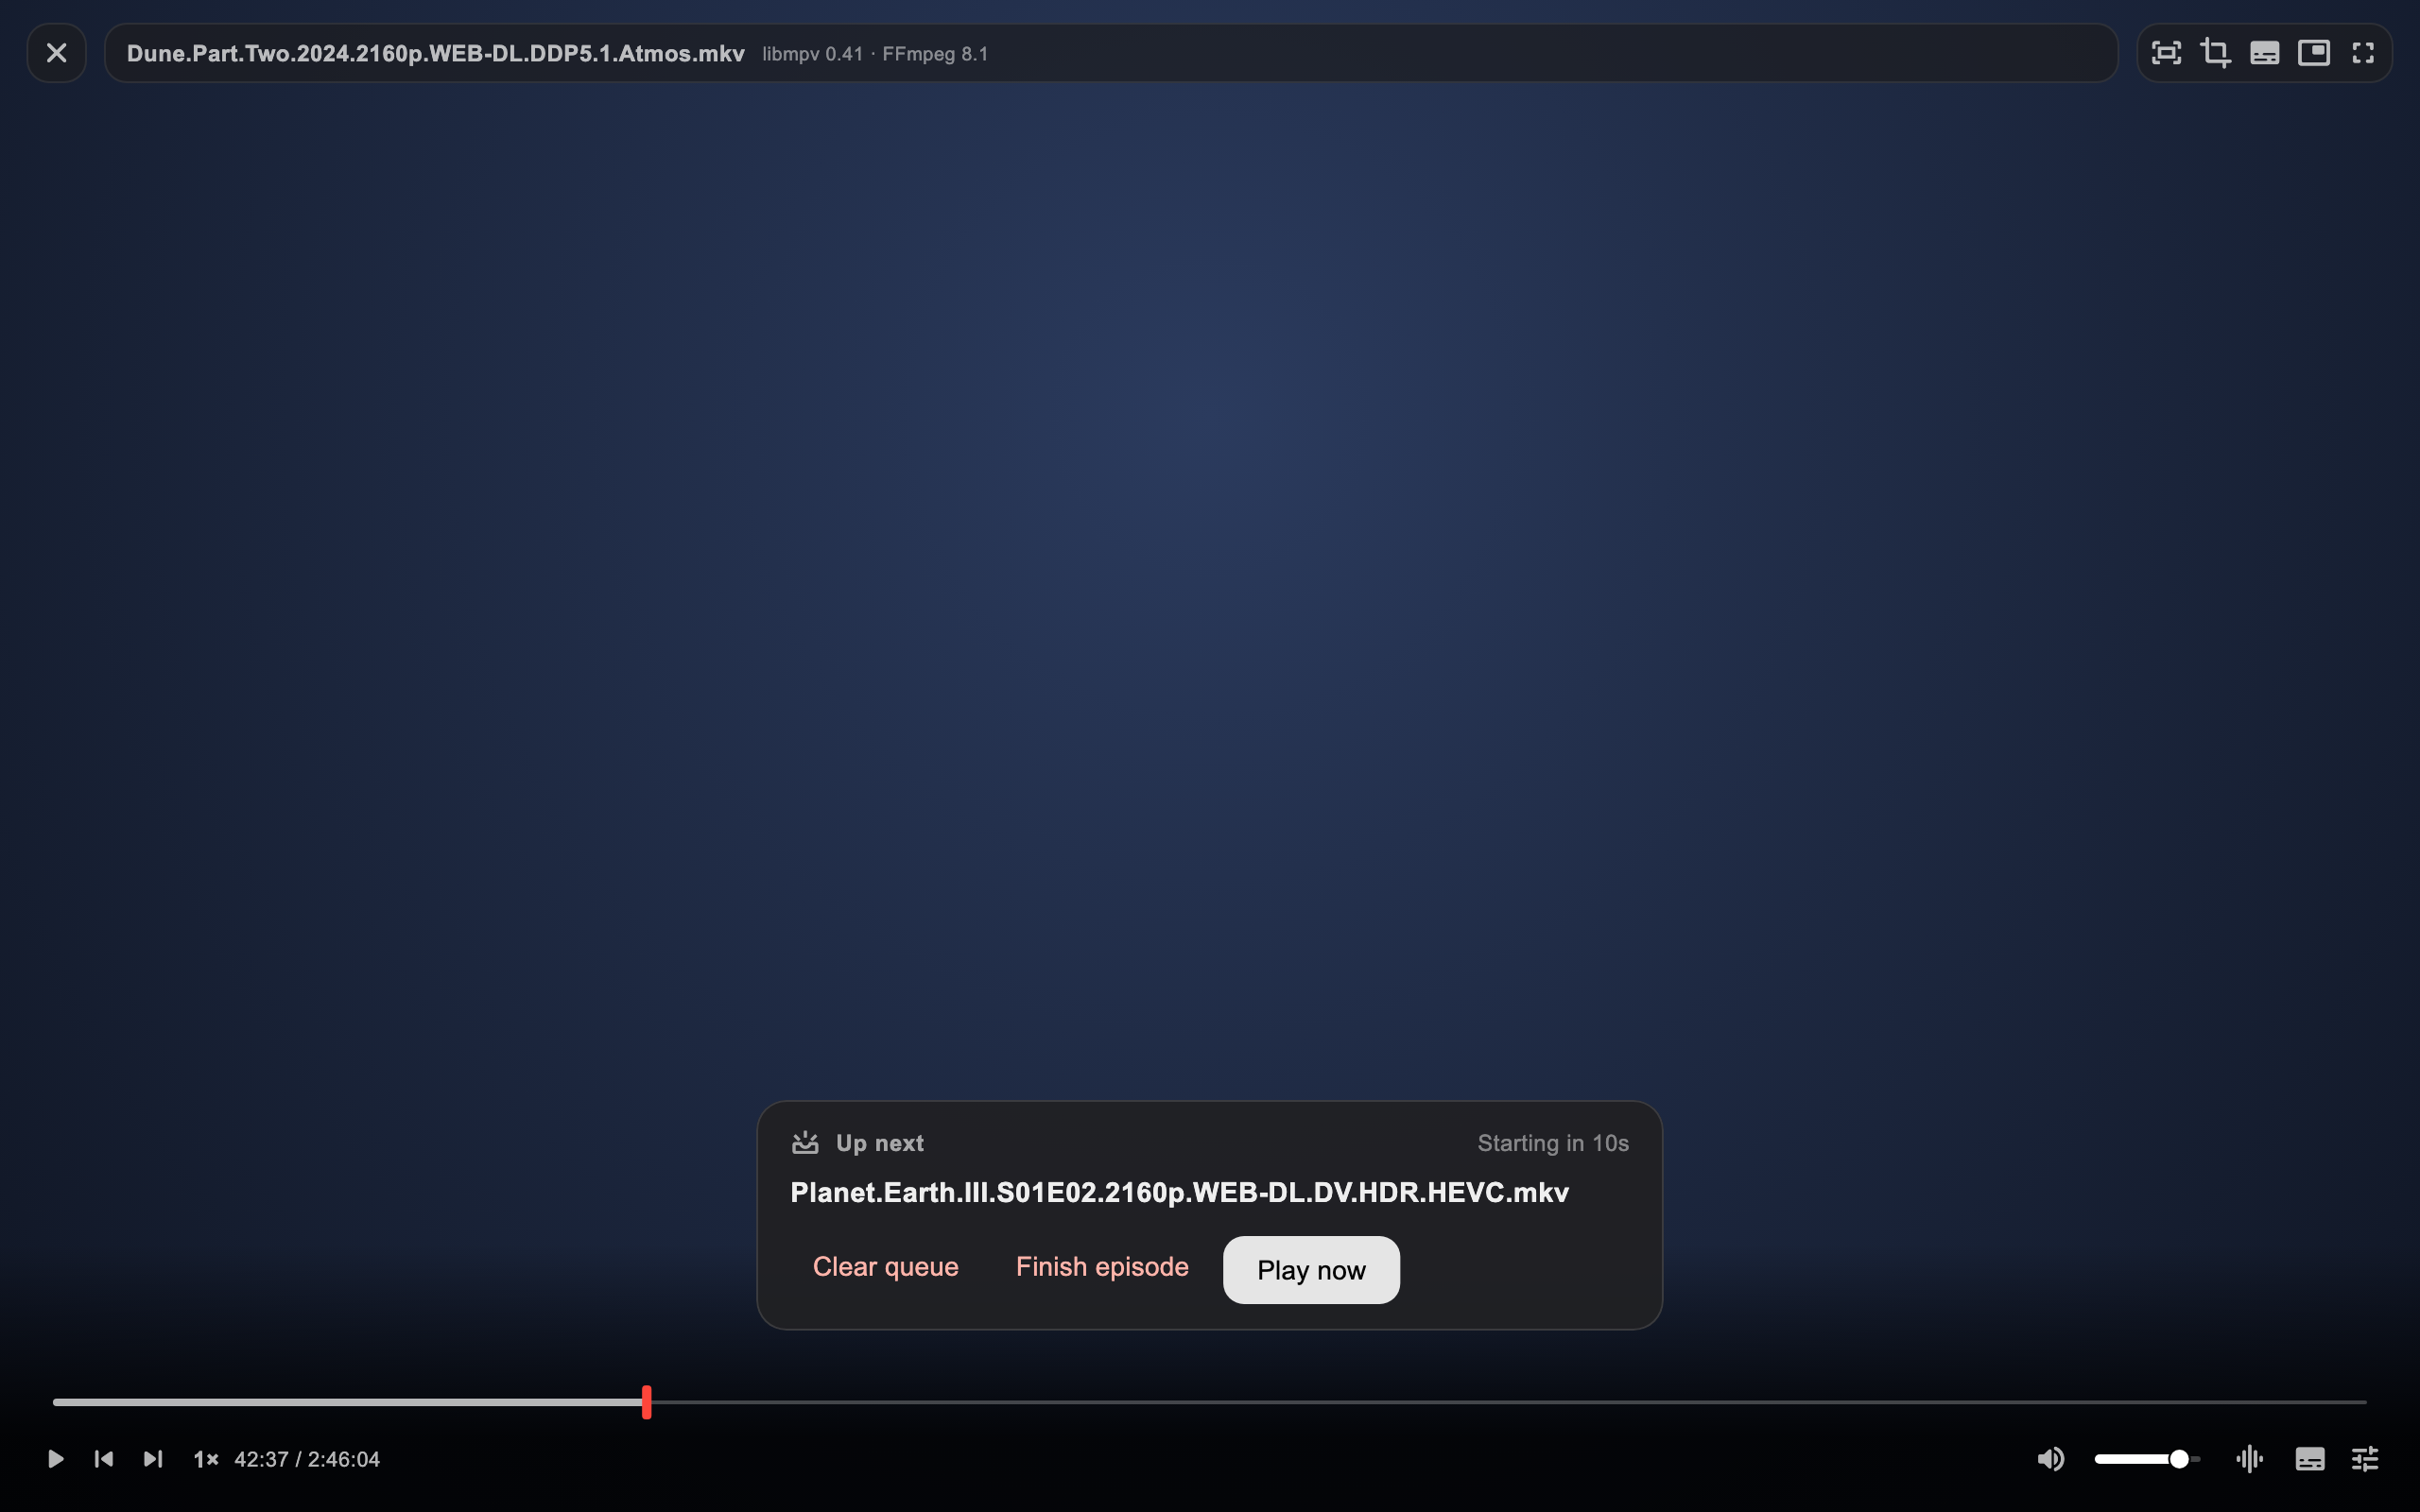 Dune.Part.Two.2024.2160p.WEB-DL.DDP5.1.Atmos.mkv libmpv 0.41 · FFmpeg 8.1
Up next Starting in 10s
Planet.Earth.III.S01E02.2160p.WEB-DL.DV.HDR.HEVC.mkv
Clear queue Finish episode Play now
1× 42:37 / 2:46:04